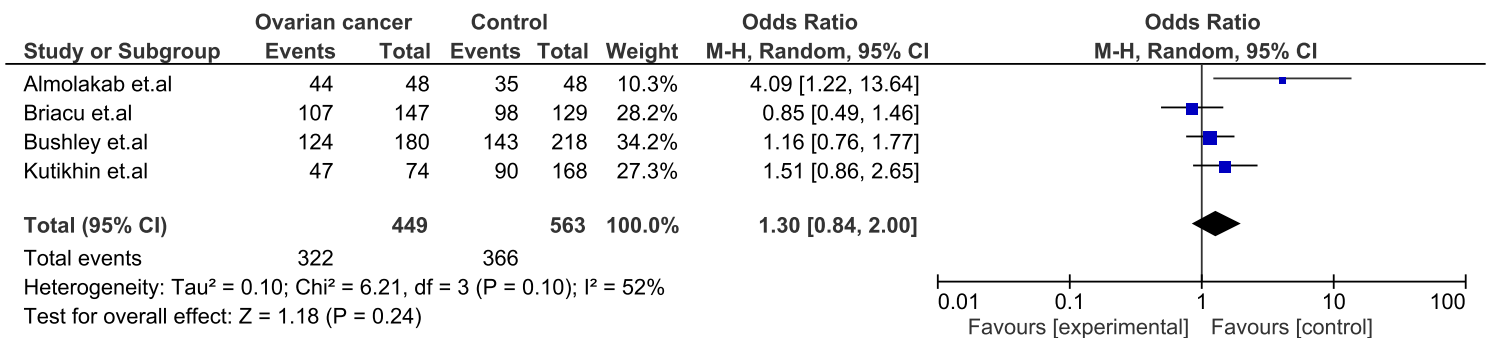 Ovarian cancer Control Odds Ratio Odds Ratio
Study or Subgroup Events Total Events Total Weight M-H, Random, 95% CI M-H, Random, 95% CI
Almolakab et.al 44 48 35 48 10.3% 4.09 [1.22, 13.64]
Briacu et.al 107 147 98 129 28.2% 0.85 [0.49, 1.46]
Bushley et.al 124 180 143 218 34.2% 1.16 [0.76, 1.77]
Kutikhin et.al 47 74 90 168 27.3% 1.51 [0.86, 2.65]
Total (95% CI) 449 563 100.0% 1.30 [0.84, 2.00]
Total events 322 366
Heterogeneity: Tau² = 0.10; Chi² = 6.21, df = 3 (P = 0.10); I² = 52%
Test for overall effect: Z = 1.18 (P = 0.24)
0.01 0.1 1 10 100
Favours [experimental] Favours [control]